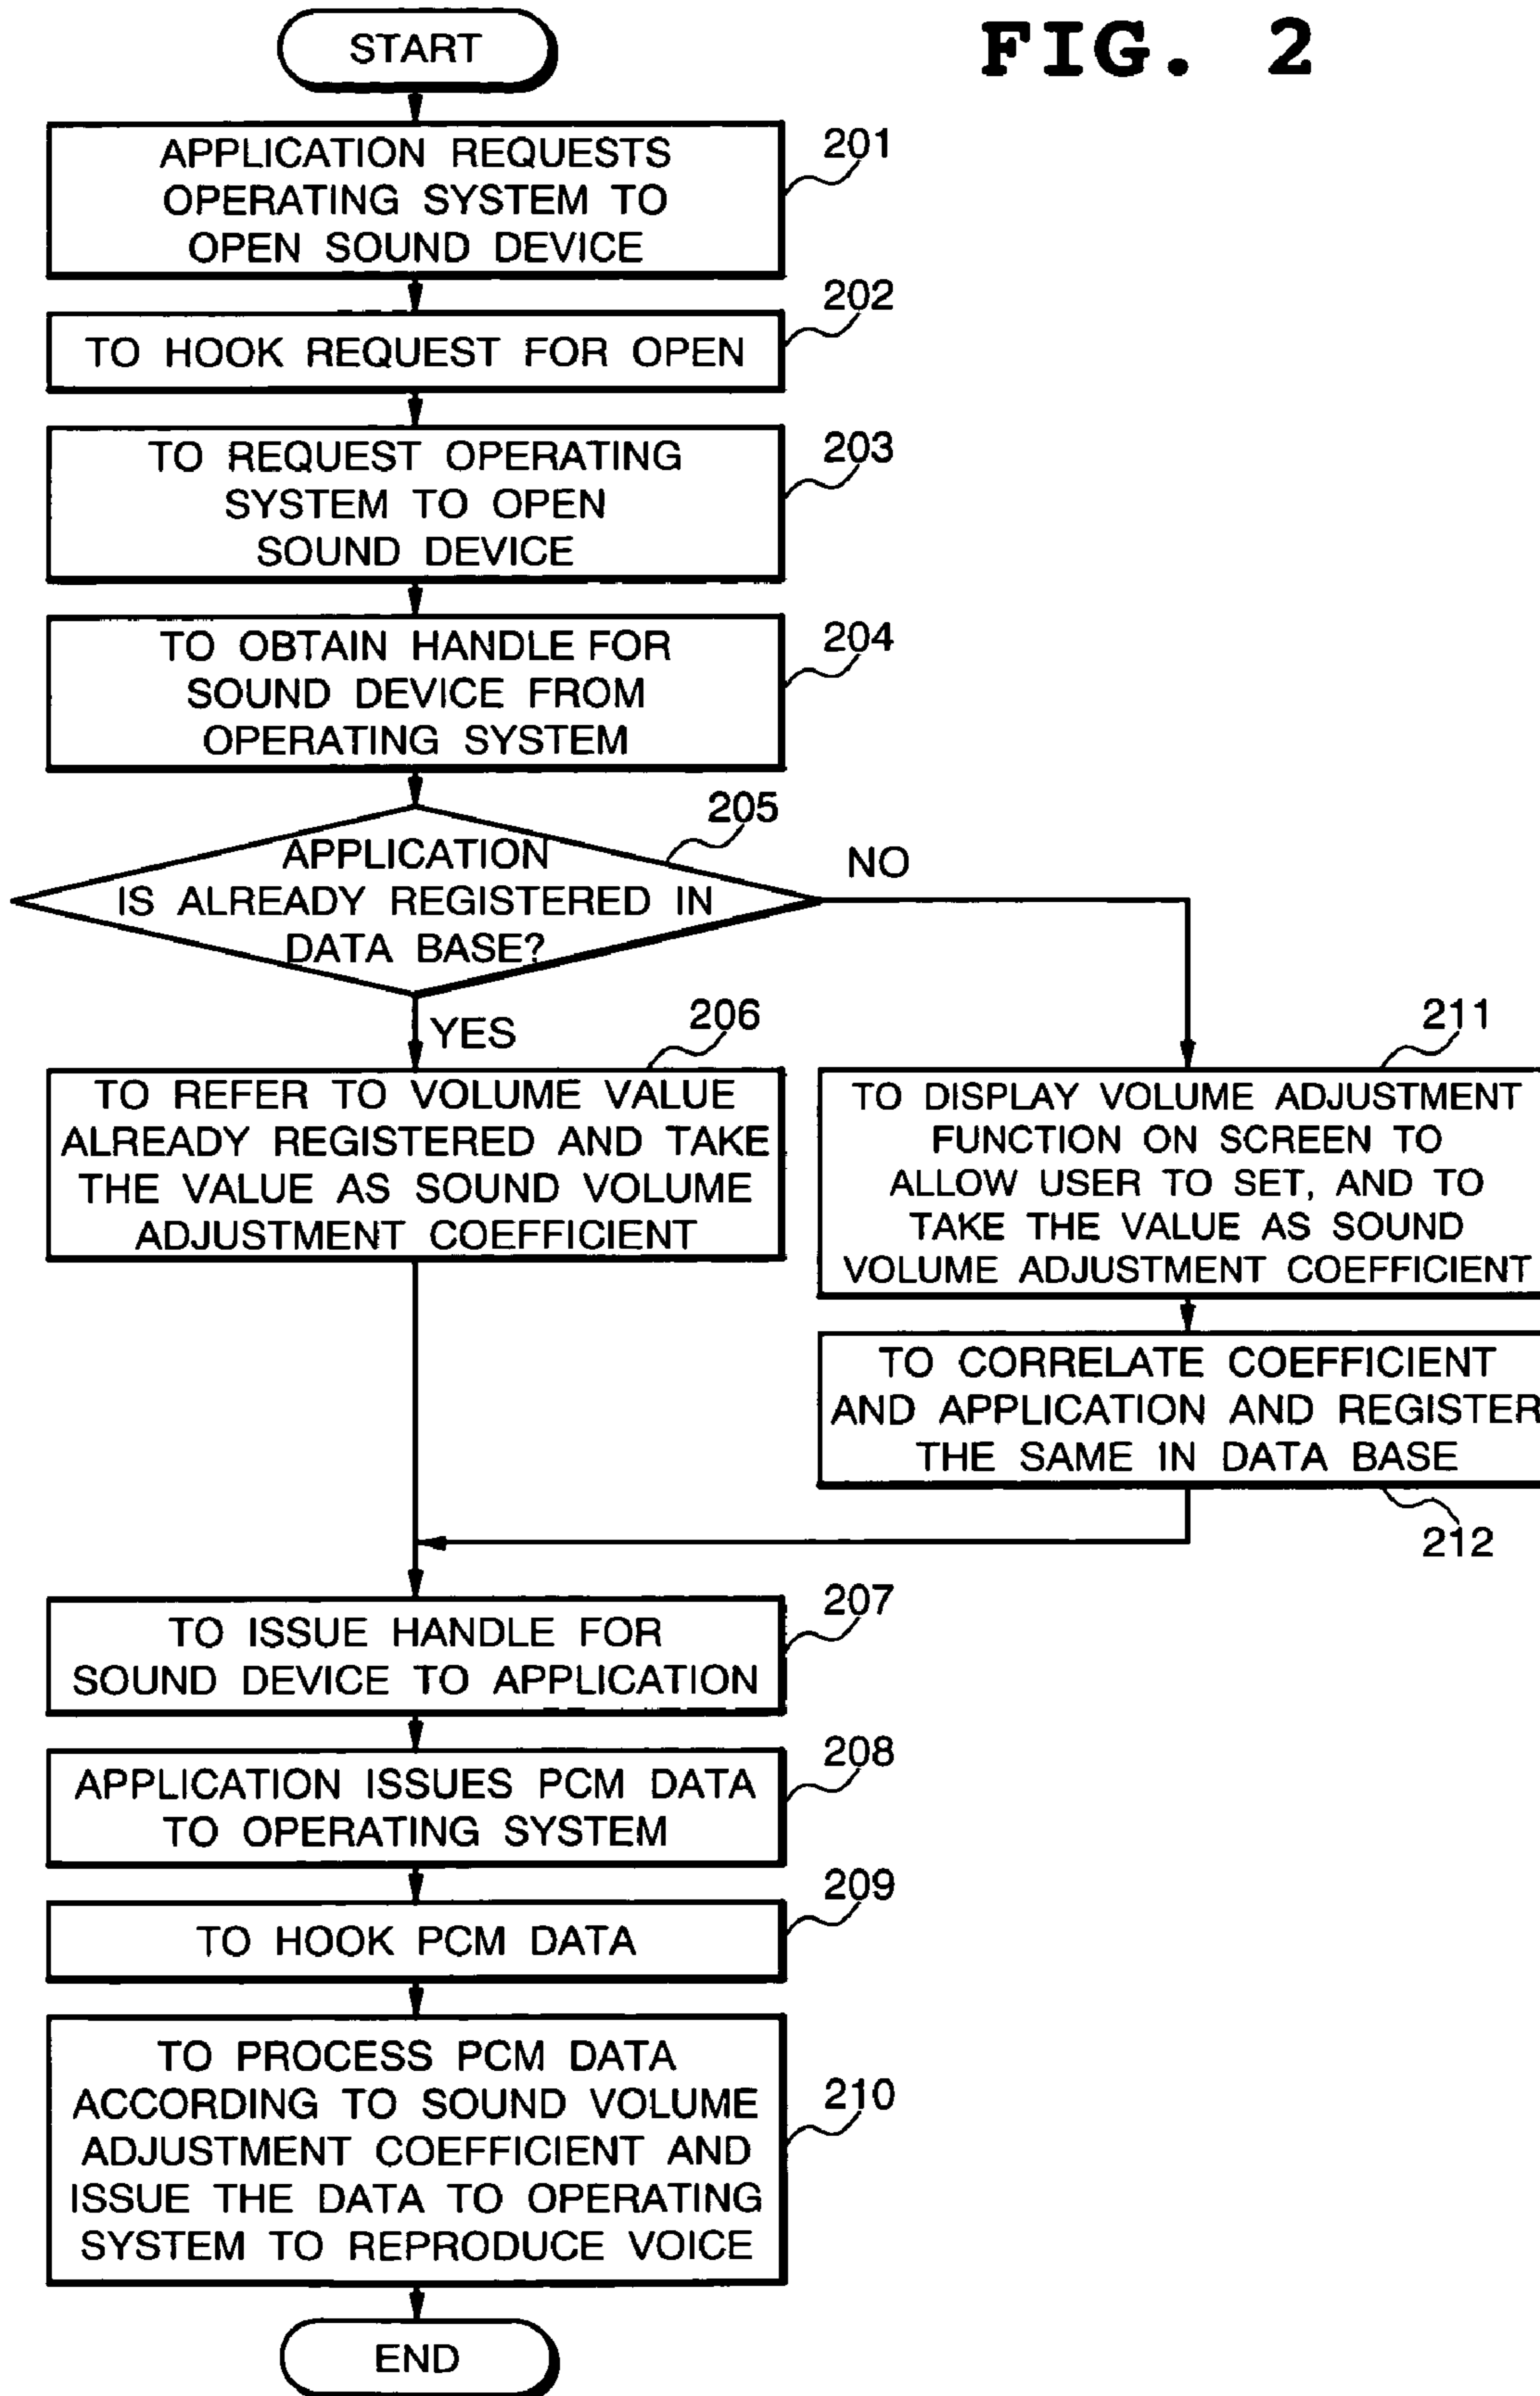 FIG. 2
START
APPLICATION REQUESTS
OPERATING SYSTEM TO
OPEN SOUND DEVICE
201
TO HOOK REQUEST FOR OPEN
202
TO REQUEST OPERATING
SYSTEM TO OPEN
SOUND DEVICE
203
TO OBTAIN HANDLE FOR
SOUND DEVICE FROM
OPERATING SYSTEM
204
APPLICATION
IS ALREADY REGISTERED IN
DATA BASE?
205
NO
YES
206
TO REFER TO VOLUME VALUE
ALREADY REGISTERED AND TAKE
THE VALUE AS SOUND VOLUME
ADJUSTMENT COEFFICIENT
211
TO DISPLAY VOLUME ADJUSTMENT
FUNCTION ON SCREEN TO
ALLOW USER TO SET, AND TO
TAKE THE VALUE AS SOUND
VOLUME ADJUSTMENT COEFFICIENT
TO CORRELATE COEFFICIENT
AND APPLICATION AND REGISTER
THE SAME IN DATA BASE
212
TO ISSUE HANDLE FOR
SOUND DEVICE TO APPLICATION
207
APPLICATION ISSUES PCM DATA
TO OPERATING SYSTEM
208
TO HOOK PCM DATA
209
TO PROCESS PCM DATA
ACCORDING TO SOUND VOLUME
ADJUSTMENT COEFFICIENT AND
ISSUE THE DATA TO OPERATING
SYSTEM TO REPRODUCE VOICE
210
END